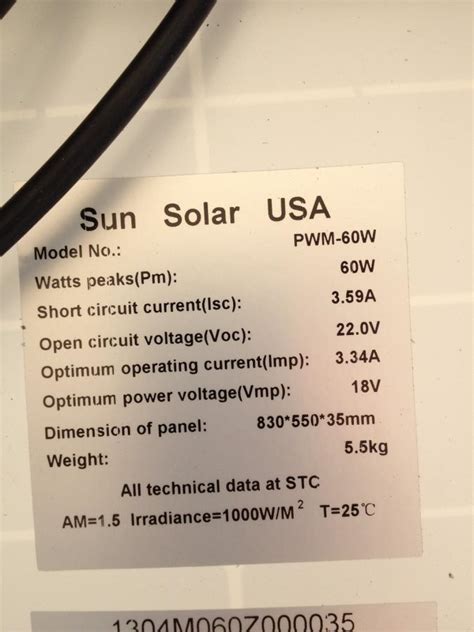 Sun Solar USA
Model No.: PWM-60W
Watts peaks(Pm): 60W
Short circuit current(Isc): 3.59A
Open circuit voltage(Voc): 22.0V
Optimum operating current(Imp): 3.34A
Optimum power voltage(Vmp): 18V
Dimension of panel: 830*550*35mm
Weight: 5.5kg
All technical data at STC
AM=1.5 Irradiance=1000W/M² T=25℃
1304M060Z000035